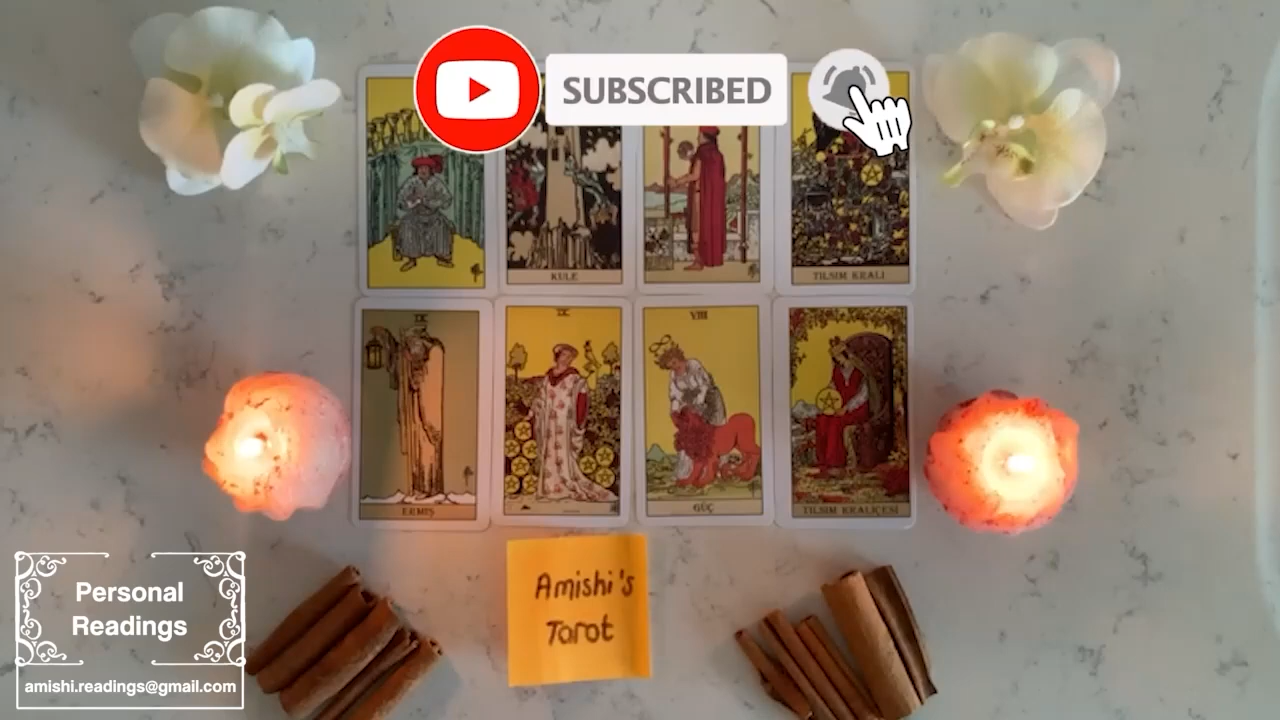 SUBSCRIBED
KULE
TILSIM KRALI
IX
IX
VIII
ERMIŞ
GÜÇ
TILSIM KRALİÇESİ
Amishi's
Tarot
Personal
Readings
amishi.readings@gmail.com